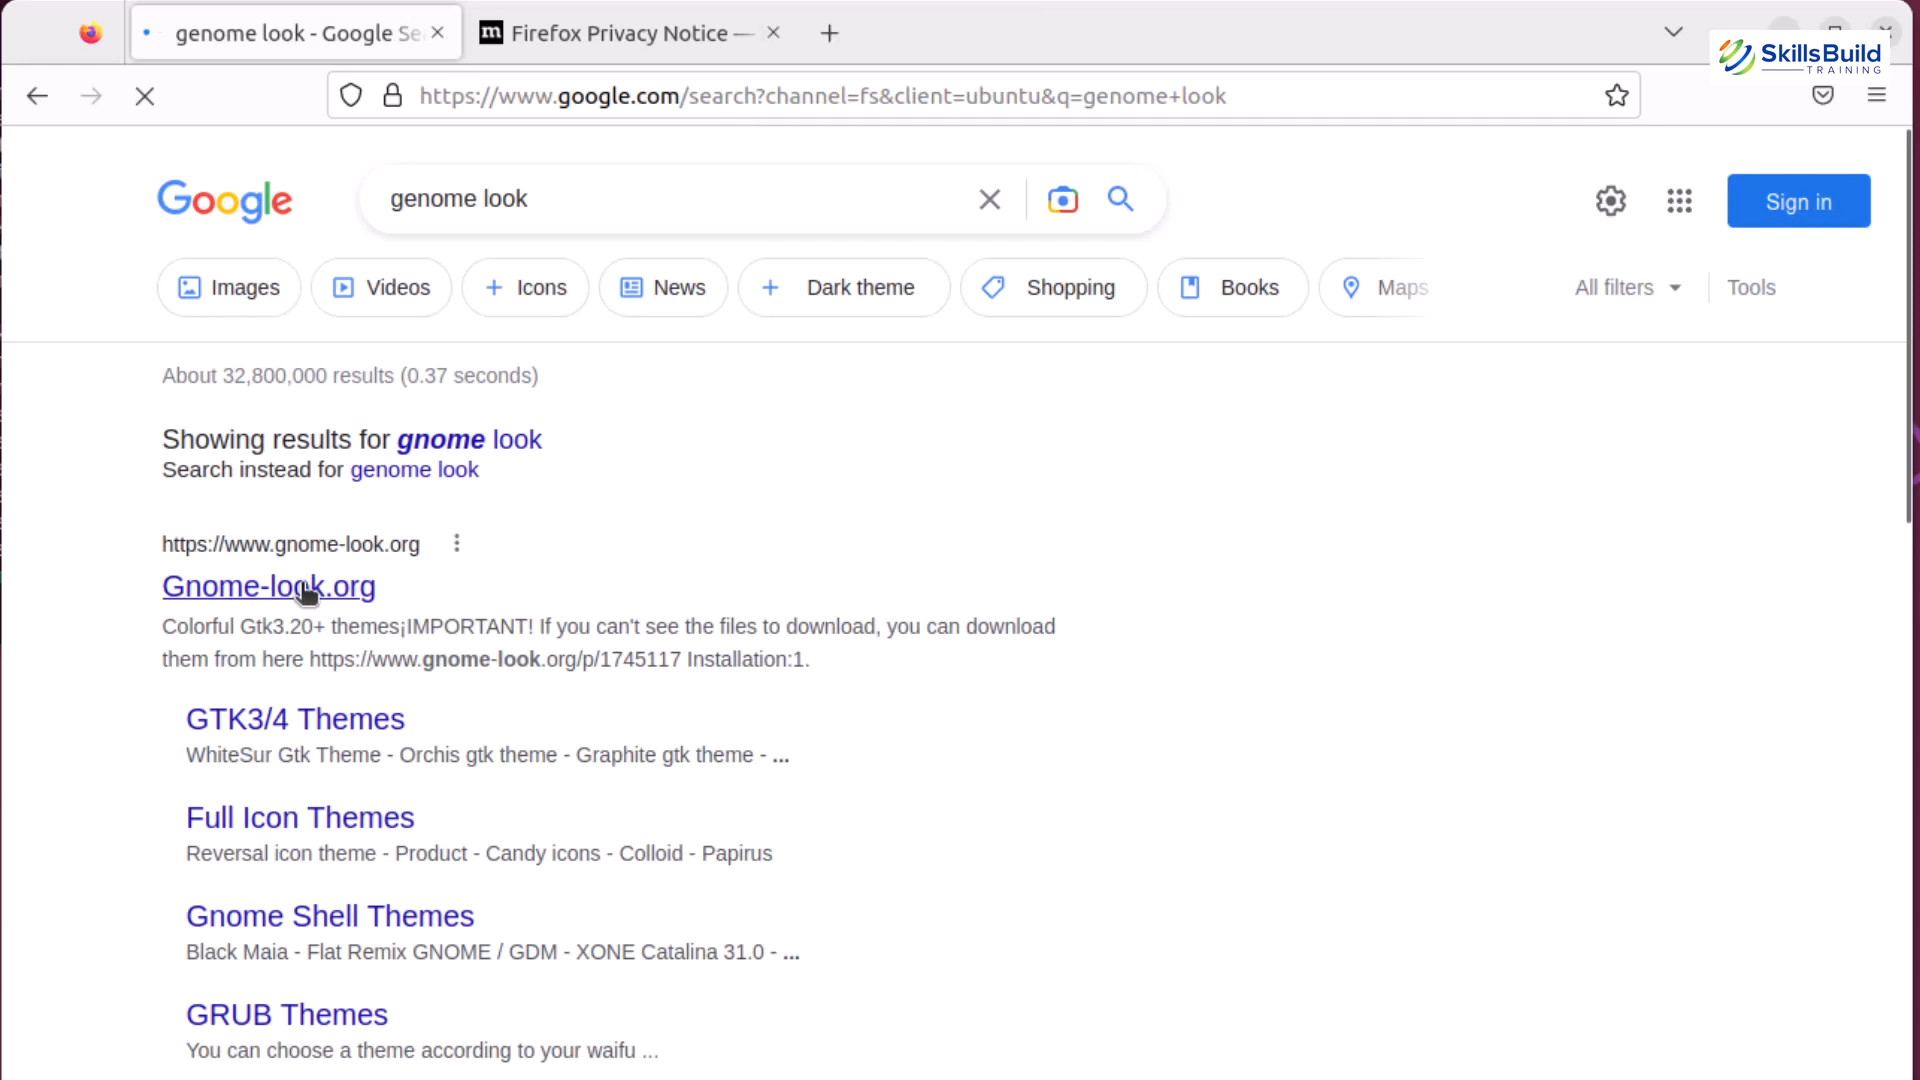 genome look - Google Se
Firefox Privacy Notice —
SkillsBuild
TRAINING
https://www.google.com/search?channel=fs&client=ubuntu&q=genome+look
Google
genome look
Sign in
Images
Videos
Icons
News
Dark theme
Shopping
Books
Maps
All filters
Tools
About 32,800,000 results (0.37 seconds)
Showing results for gnome look
Search instead for genome look
https://www.gnome-look.org
Gnome-look.org
Colorful Gtk3.20+ themes¡IMPORTANT! If you can't see the files to download, you can download
them from here https://www.gnome-look.org/p/1745117 Installation:1.
GTK3/4 Themes
WhiteSur Gtk Theme - Orchis gtk theme - Graphite gtk theme - ...
Full Icon Themes
Reversal icon theme - Product - Candy icons - Colloid - Papirus
Gnome Shell Themes
Black Maia - Flat Remix GNOME / GDM - XONE Catalina 31.0 - ...
GRUB Themes
You can choose a theme according to your waifu ...